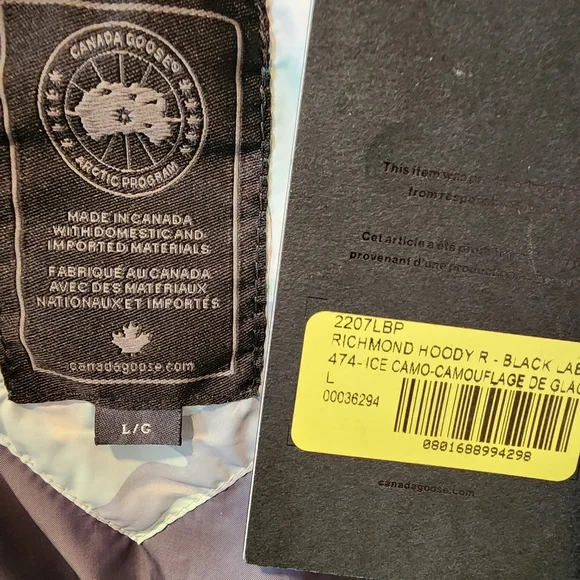 CANADA GOOSE®
ARCTIC PROGRAM
MADE IN CANADA
WITH DOMESTIC AND
IMPORTED MATERIALS
FABRIQUÉ AU CANADA
AVEC DES MATERIAUX
NATIONAUX ET IMPORTÉS
canadagoose.com
L/G
This item was
from
Cet article a été
provenant d'une
2207LBP
RICHMOND HOODY R - BLACK LAB
474-ICE CAMO-CAMOUFLAGE DE GLAC
L
00036294
0801688994298
canadagoose.com